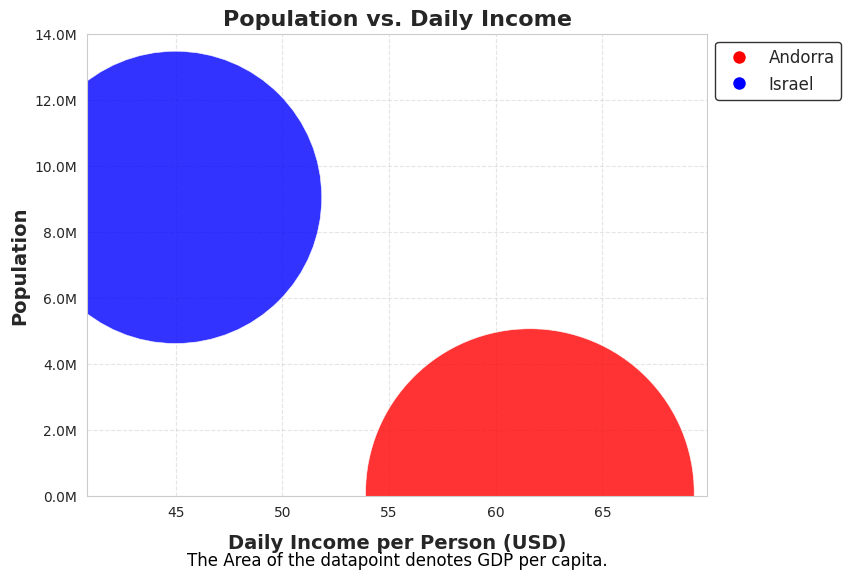 Population vs. Daily Income
14.0M
12.0M
10.0M
8.0M
6.0M
4.0M
2.0M
0.0M
Population
45 50 55 60 65
Daily Income per Person (USD)
The Area of the datapoint denotes GDP per capita.
Andorra
Israel